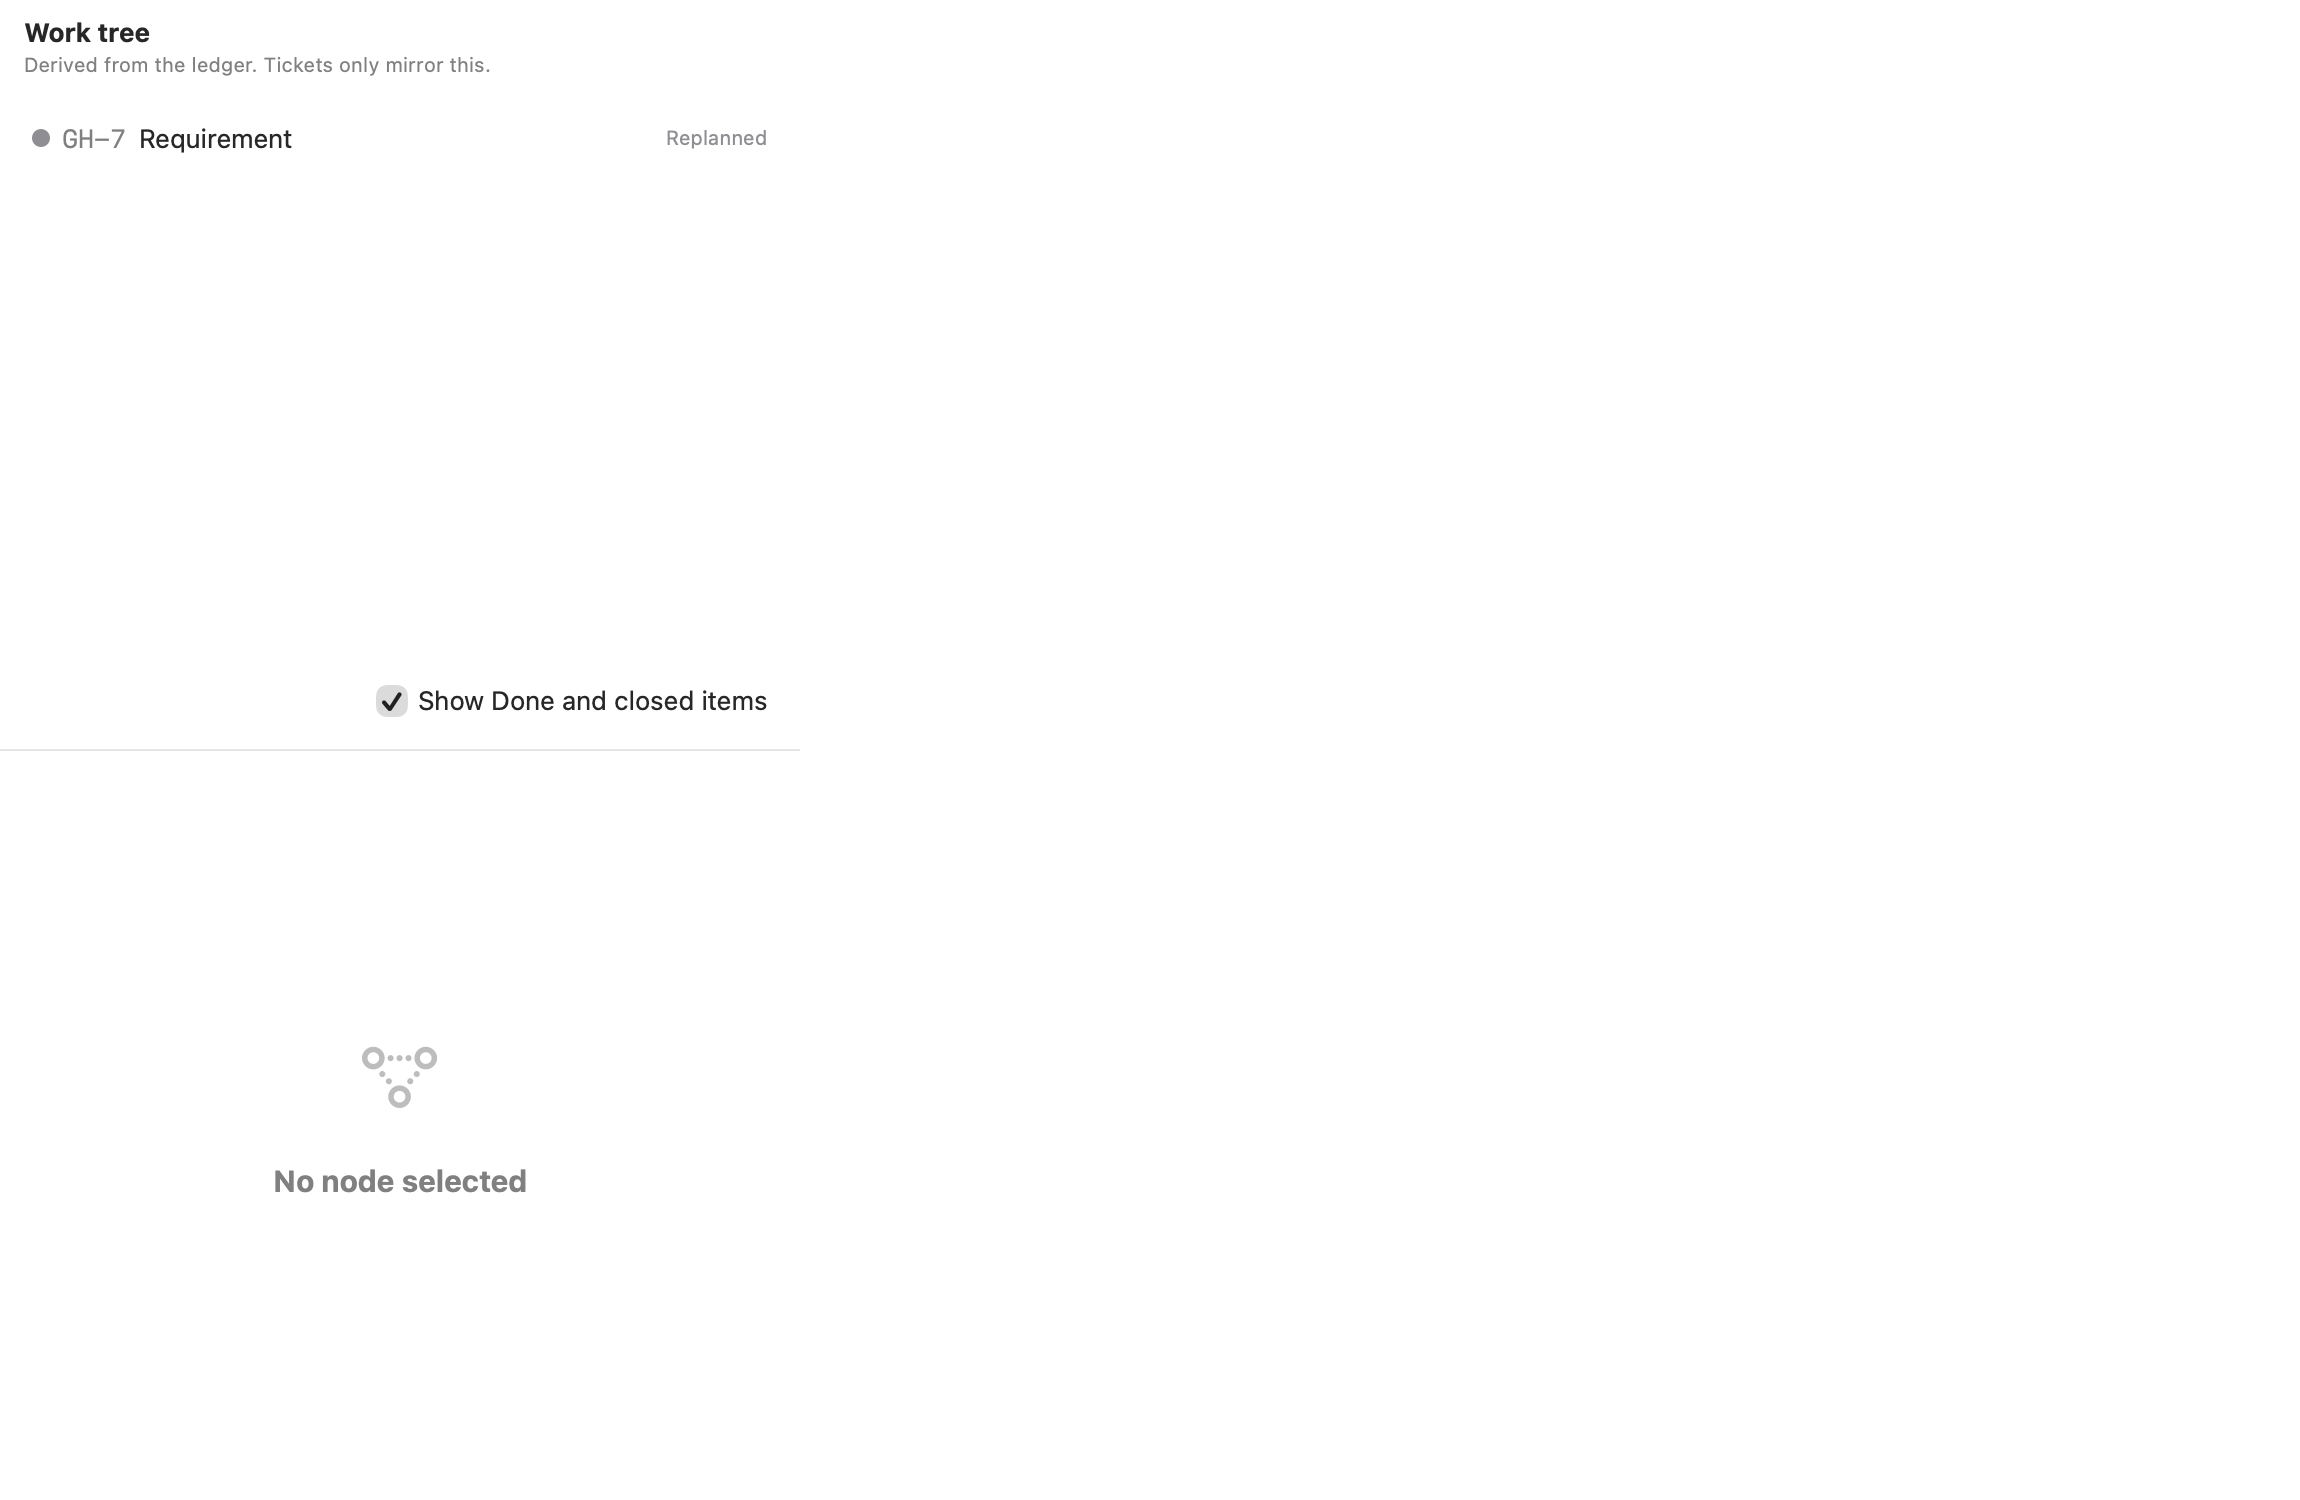 Work tree
Derived from the ledger. Tickets only mirror this.
GH-7 Requirement Replanned
Show Done and closed items
No node selected